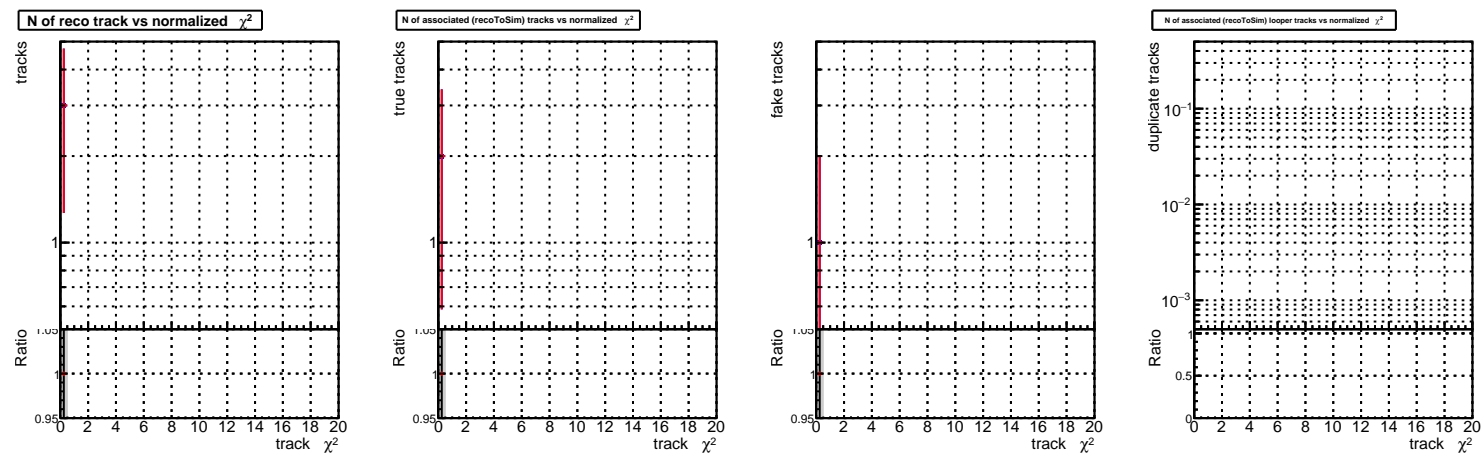 N of reco track vs normalized χ²
tracks
1
Ratio
1.05
1
0.95
0 2 4 6 8 10 12 14 16 18 20
track χ²
N of associated (recoToSim) tracks vs normalized χ²
true tracks
1
Ratio
1.05
1
0.95
0 2 4 6 8 10 12 14 16 18 20
track χ²
fake tracks
1
Ratio
1.05
1
0.95
0 2 4 6 8 10 12 14 16 18 20
track χ²
N of associated (recoToSim) looper tracks vs normalized χ²
duplicate tracks
10⁻¹
10⁻²
10⁻³
Ratio
1
0.5
0
0 2 4 6 8 10 12 14 16 18 20
track χ²